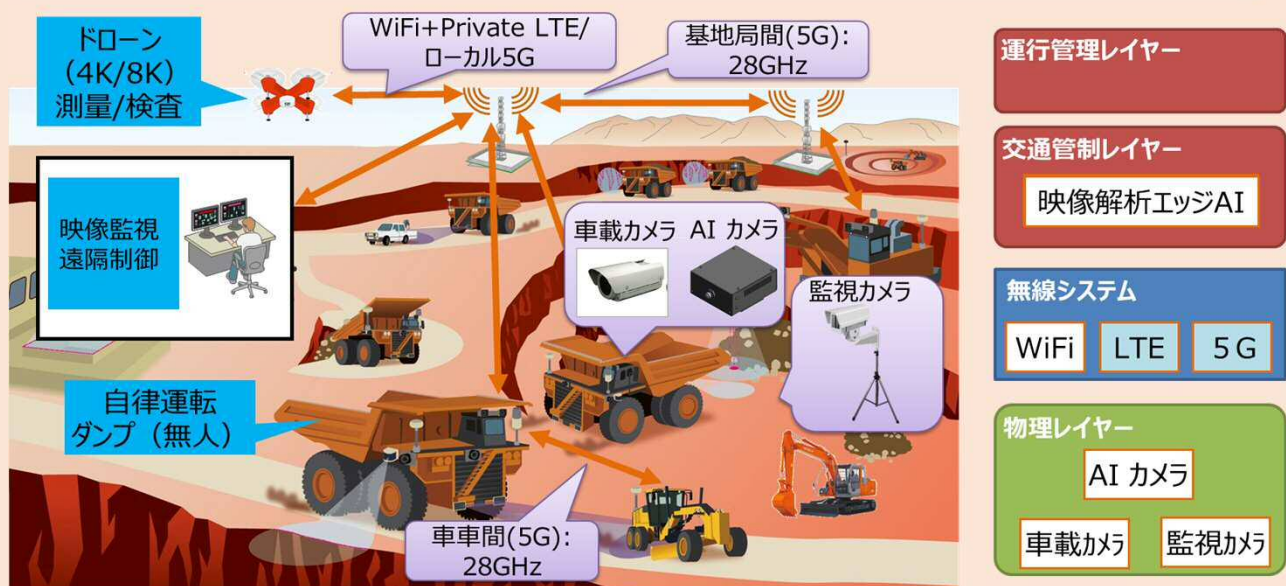 ドローン
（4K/8K）
測量/検査
WiFi+Private LTE/
ローカル5G
基地局間(5G)：
28GHz
映像監視
遠隔制御
車載カメラ
AI カメラ
監視カメラ
自律運転
ダンプ（無人）
車車間(5G)：
28GHz
運行管理レイヤー
交通管制レイヤー
映像解析エッジAI
無線システム
WiFi
LTE
5G
物理レイヤー
AI カメラ
車載カメラ
監視カメラ